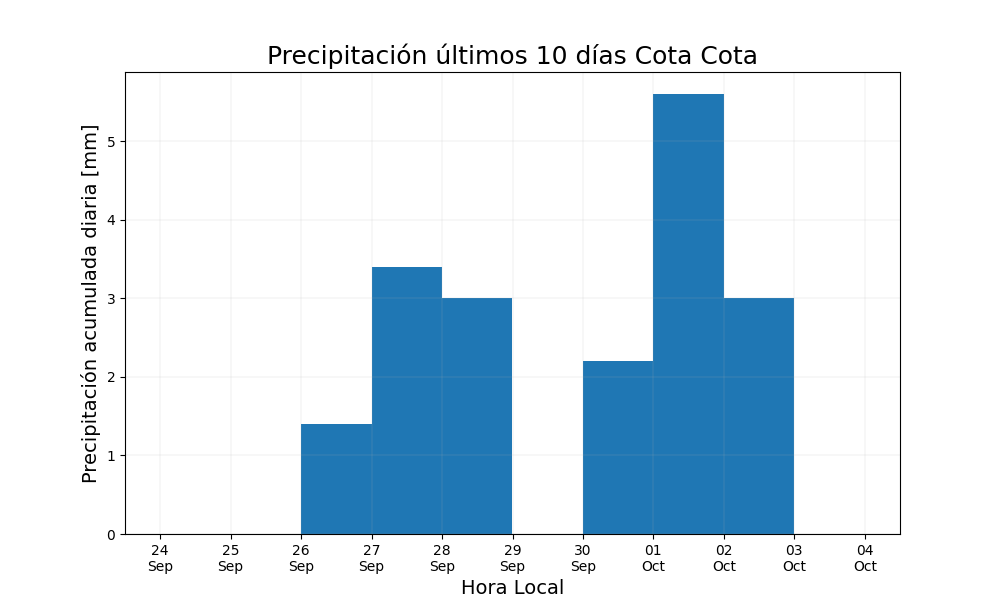 Precipitación últimos 10 días Cota Cota
Precipitación acumulada diaria [mm]
5
4
3
2
1
0
24 25 26 27 28 29 30 01 02 03 04
Sep Sep Sep Sep Sep Sep Sep Oct Oct Oct Oct
Hora Local